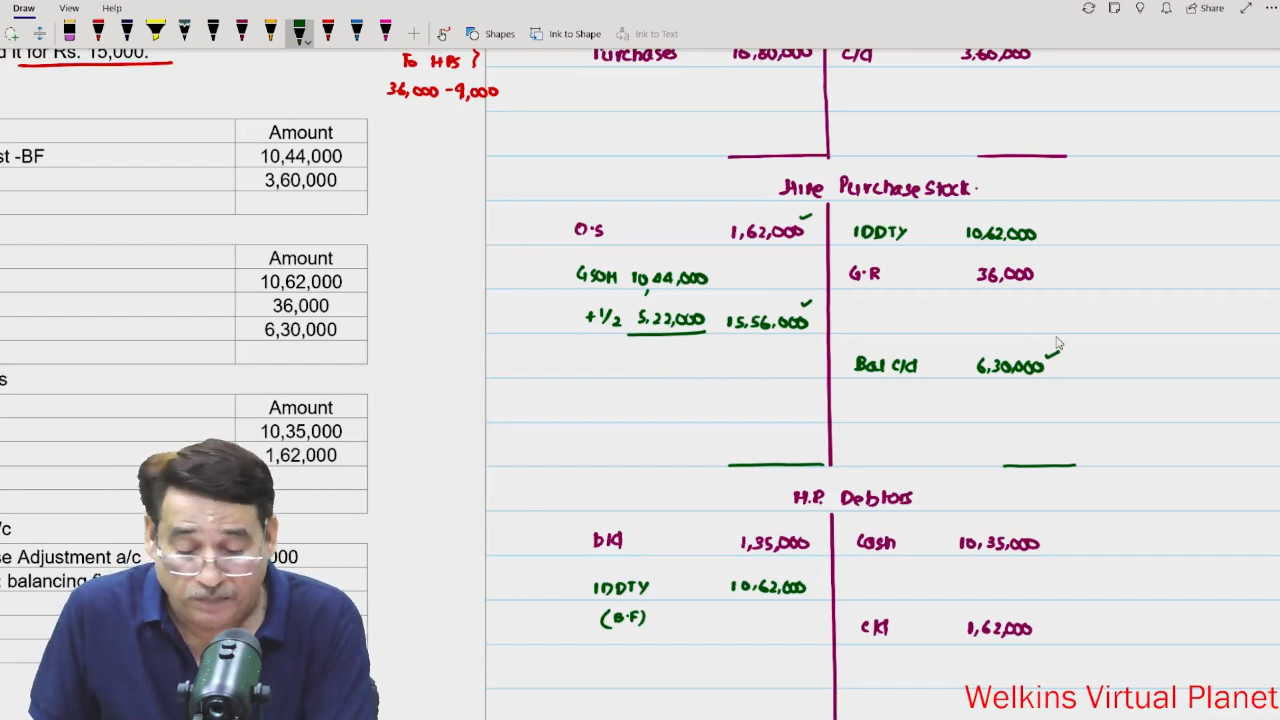 Draw View Help Share
Shapes Ink to Shape Ink to Text
it for Rs. 15,000.
To HPS }
36,000 - 9,000
Purchases 10,80,000 c/d 3,60,000
Amount
st -BF 10,44,000
3,60,000
Amount
10,62,000
36,000
6,30,000
s
Amount
10,35,000
1,62,000
/c
se Adjustment a/c 000
: balancing
Hire Purchase Stock.
O.S 1,62,000 ✓ IDDTY 10,62,000
GSOH 10,44,000 G.R 36,000
+ 1/2 5,22,000 15,56,000 ✓
Bal c/d 6,30,000 ✓
H.P. Debtors
b/d 1,35,000 Cash 10,35,000
IDDTY 10,62,000
(B.F) c/d 1,62,000
Welkins Virtual Planet